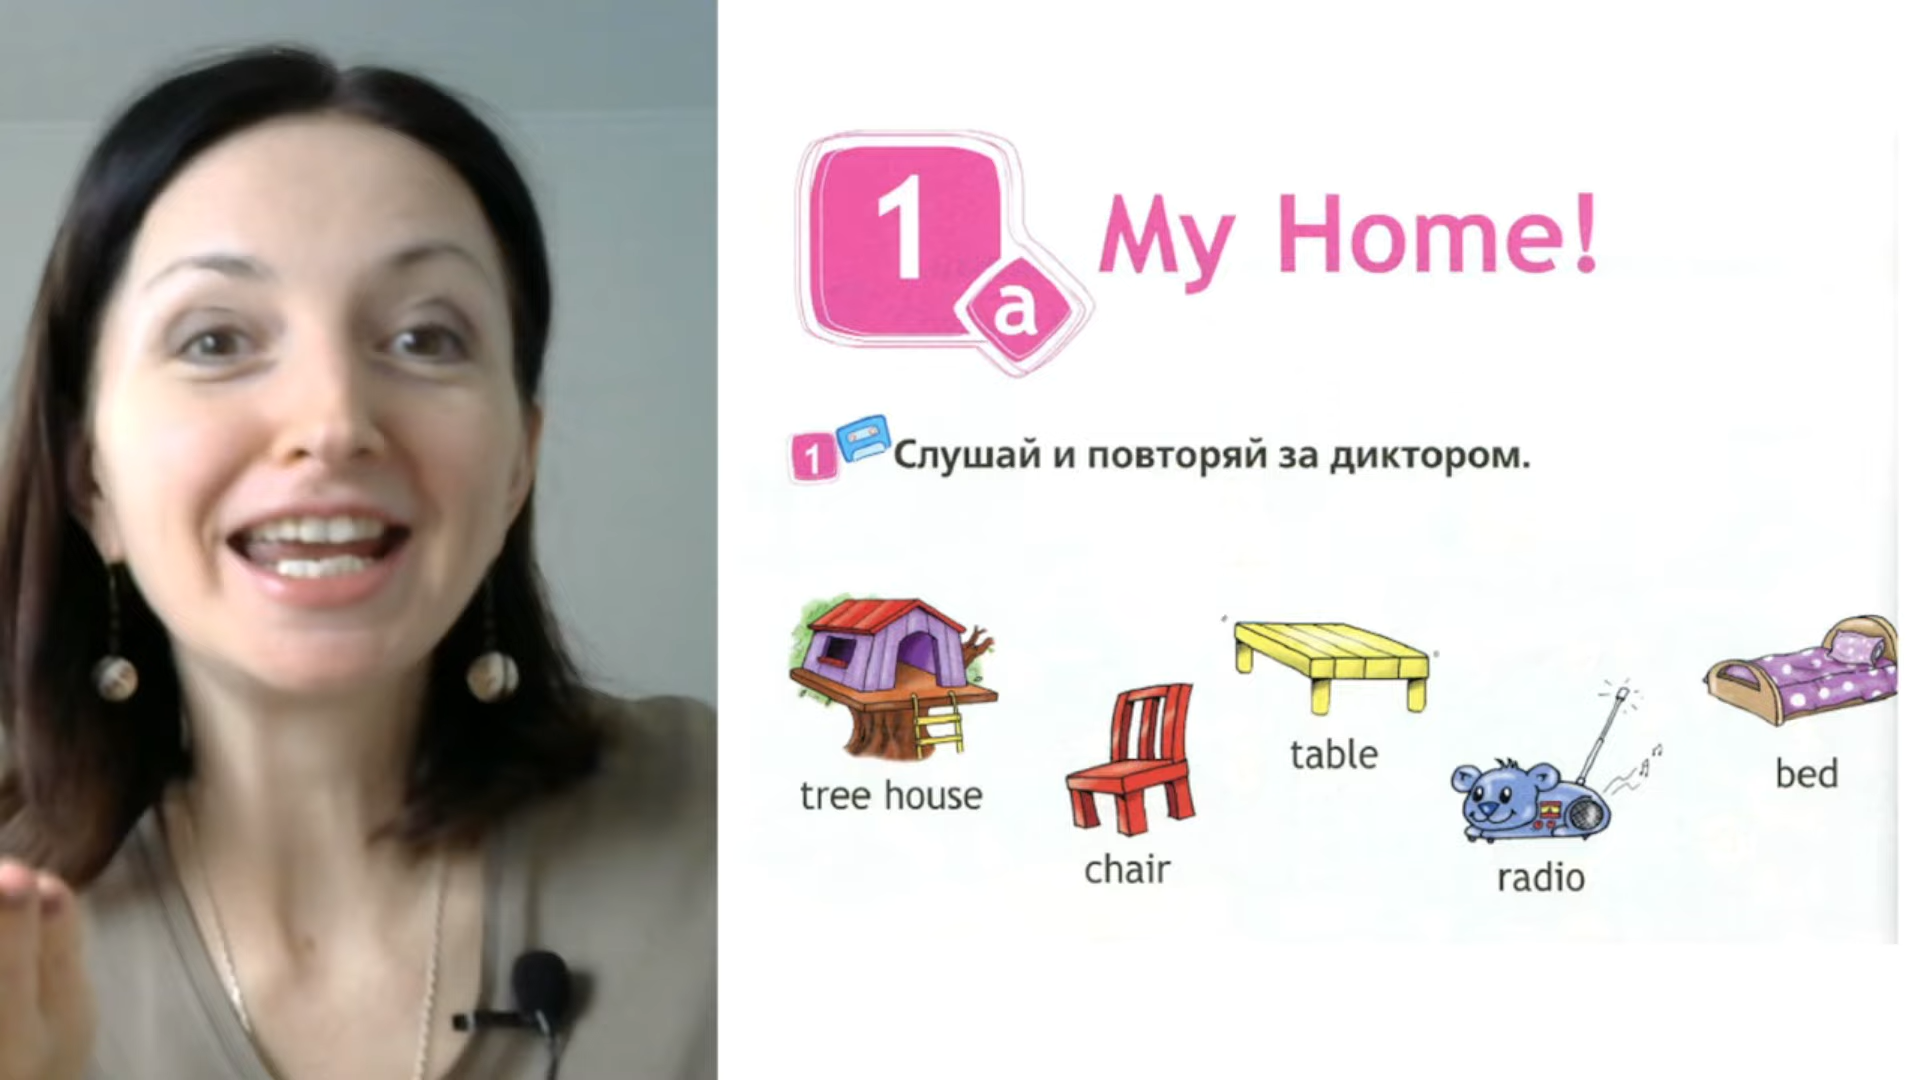 1
a
My Home!
1
Слушай и повторяй за диктором.
tree house
chair
table
radio
bed